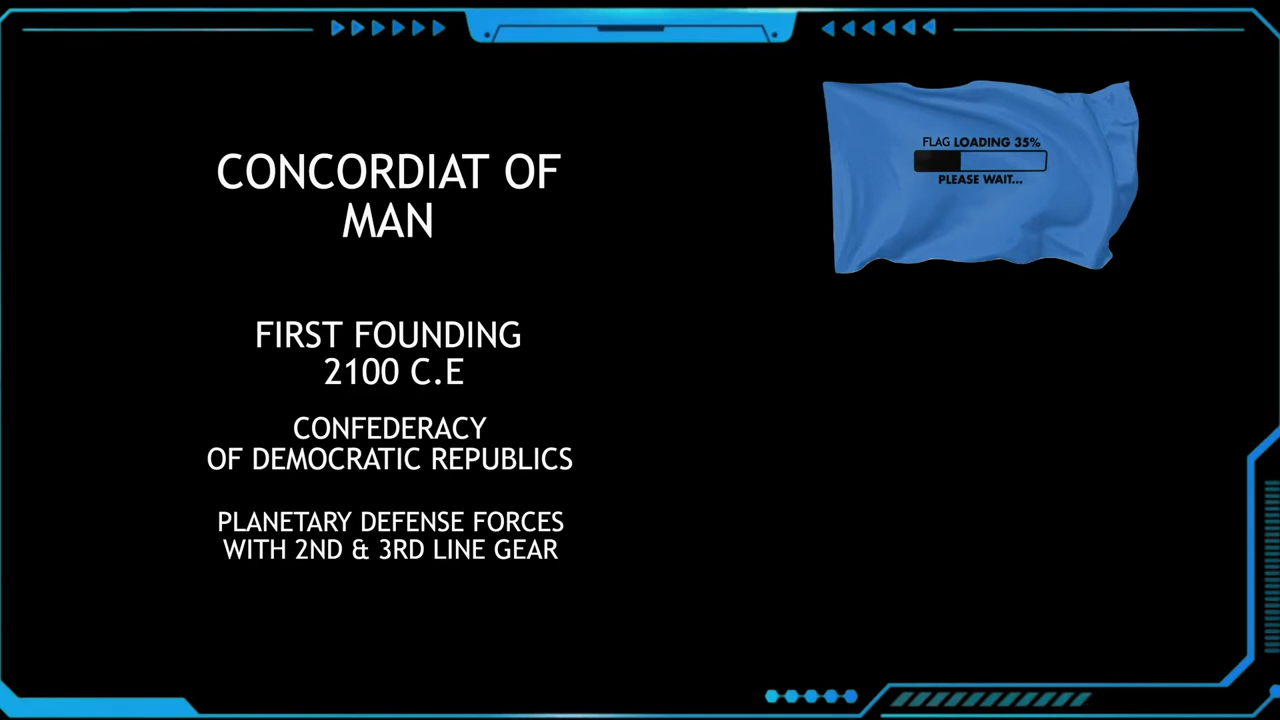 CONCORDIAT OF
MAN
FIRST FOUNDING
2100 C.E
CONFEDERACY
OF DEMOCRATIC REPUBLICS
PLANETARY DEFENSE FORCES
WITH 2ND & 3RD LINE GEAR
FLAG LOADING 35%
PLEASE WAIT...